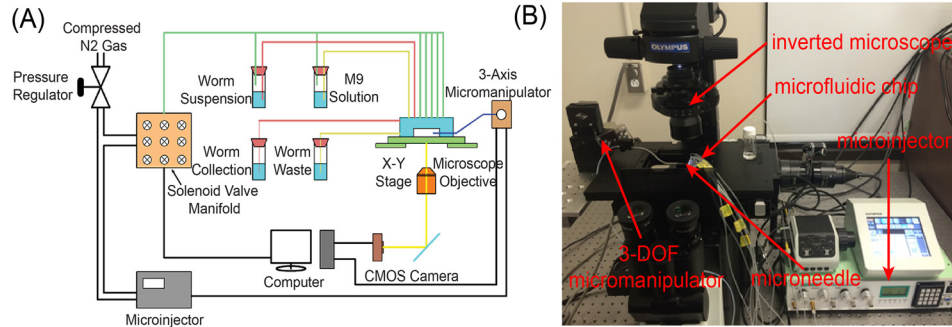 (A)
Compressed
N2 Gas
Pressure
Regulator
Worm
Suspension
M9
Solution
3-Axis
Micromanipulator
Worm
Collection
Worm
Waste
X-Y
Stage
Microscope
Objective
Solenoid Valve
Manifold
Computer
CMOS Camera
Microinjector
(B)
OLYMPUS
inverted microscope
microfluidic chip
microinjector
OLYMPUS
3-DOF
micromanipulator
microneedle